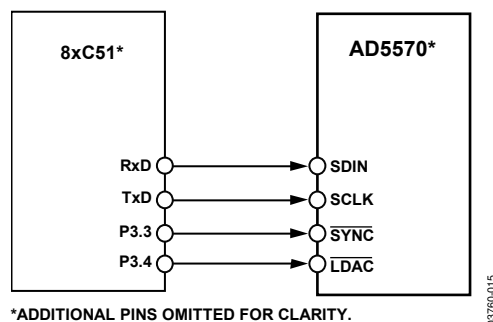 8xC51*
AD5570*
RxD
SDIN
TxD
SCLK
P3.3
SYNC
P3.4
LDAC
*ADDITIONAL PINS OMITTED FOR CLARITY.
03760-015